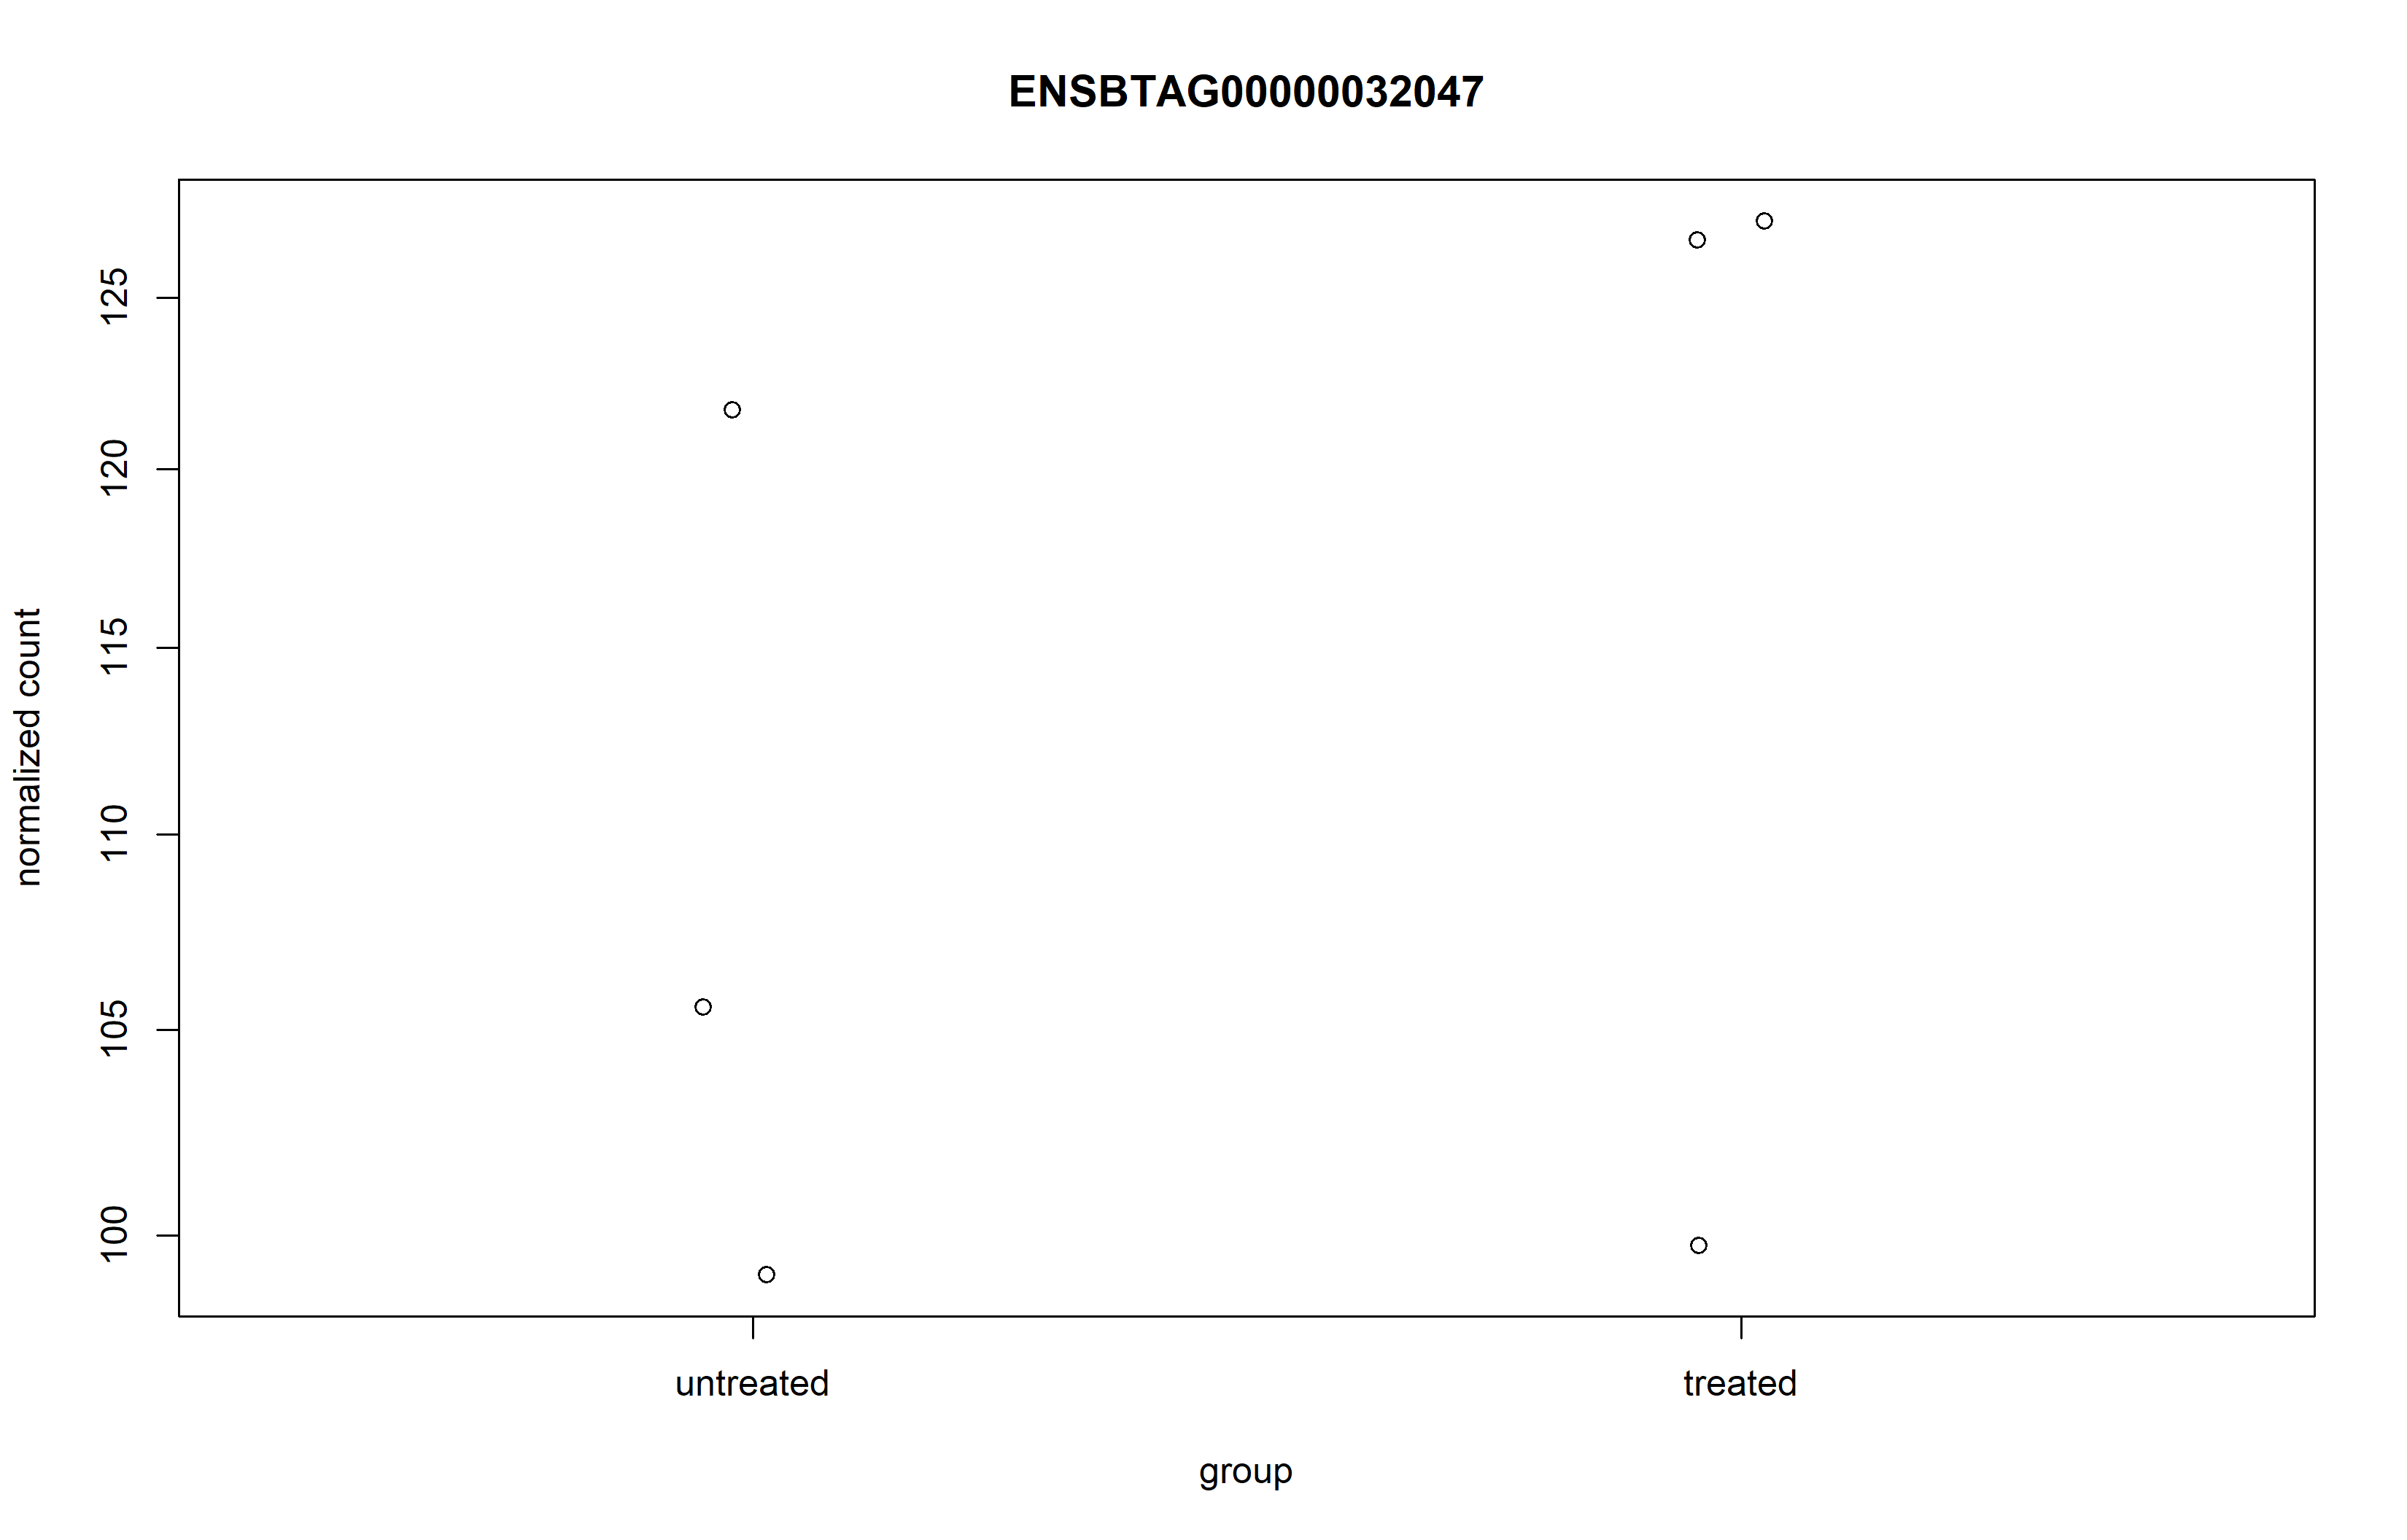 ENSBTAG00000032047
normalized count
125
120
115
110
105
100
untreated
treated
group